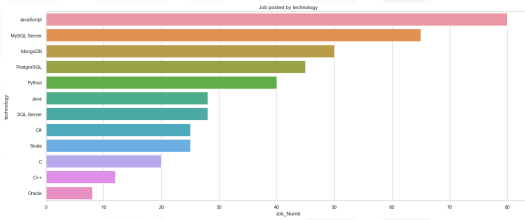 Job posted by technology
JavaScript
MySQL Server
MongoDB
PostgreSQL
Python
Java
SQL Server
C#
Scala
C
C++
Oracle
technology
0 10 20 30 40 50 60 70 80
Job_Numb